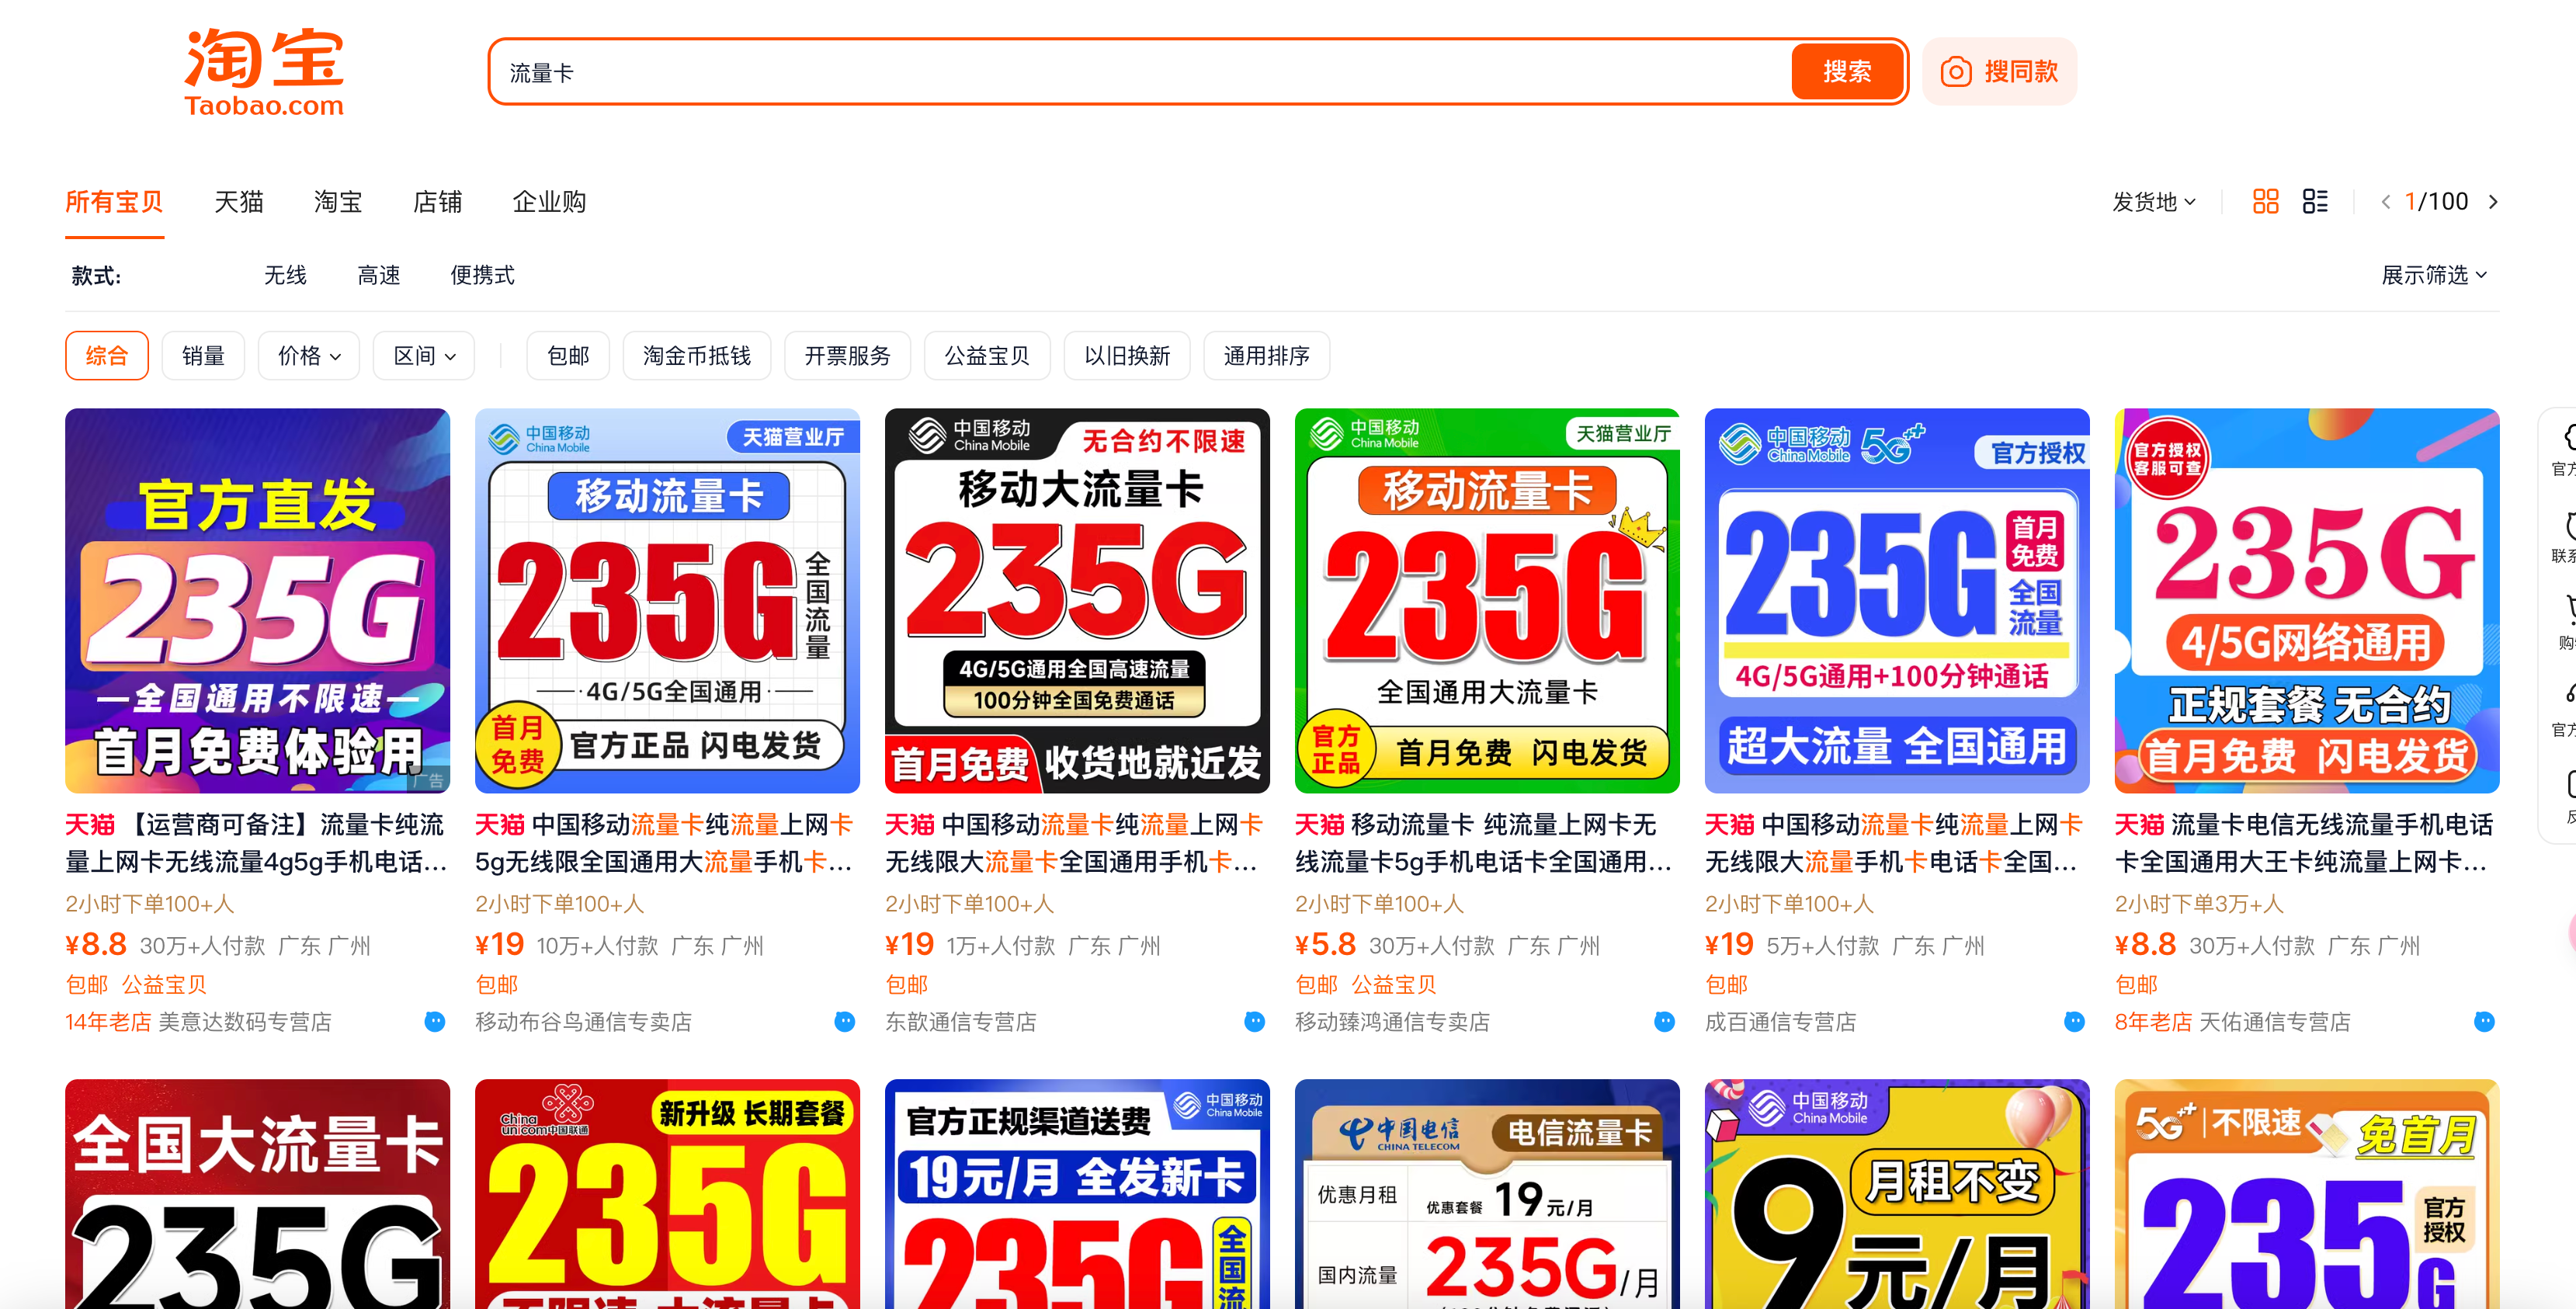 淘宝
Taobao.com
流量卡
搜索
搜同款
所有宝贝
天猫
淘宝
店铺
企业购
发货地
1/100
款式:
无线
高速
便携式
展示筛选
综合
销量
价格
区间
包邮
淘金币抵钱
开票服务
公益宝贝
以旧换新
通用排序
官方直发
235G
全国通用不限速
首月免费体验用
广告
天猫 【运营商可备注】流量卡纯流
量上网卡无线流量4g5g手机电话...
2小时下单100+人
¥8.8 30万+人付款 广东 广州
包邮 公益宝贝
14年老店 美意达数码专营店
中国移动
China Mobile
天猫营业厅
移动流量卡
235G
全国流量
4G/5G全国通用
首月
免费
官方正品 闪电发货
天猫 中国移动流量卡纯流量上网卡
5g无线限全国通用大流量手机卡...
2小时下单100+人
¥19 10万+人付款 广东 广州
包邮
移动布谷鸟通信专卖店
中国移动
China Mobile
无合约不限速
移动大流量卡
235G
4G/5G通用全国高速流量
100分钟全国免费通话
首月免费 收货地就近发
天猫 中国移动流量卡纯流量上网卡
无线限大流量卡全国通用手机卡...
2小时下单100+人
¥19 1万+人付款 广东 广州
包邮
东歆通信专营店
中国移动
China Mobile
天猫营业厅
移动流量卡
235G
全国通用大流量卡
官方
正品
首月免费 闪电发货
天猫 移动流量卡 纯流量上网卡无
线流量卡5g手机电话卡全国通用...
2小时下单100+人
¥5.8 30万+人付款 广东 广州
包邮 公益宝贝
移动臻鸿通信专卖店
中国移动
China Mobile
5G++
官方授权
235G
首月
免费
全国
流量
4G/5G通用+100分钟通话
超大流量 全国通用
天猫 中国移动流量卡纯流量上网卡
无线限大流量手机卡电话卡全国...
2小时下单100+人
¥19 5万+人付款 广东 广州
包邮
成百通信专营店
官方授权
客服可查
235G
4/5G网络通用
正规套餐 无合约
首月免费 闪电发货
天猫 流量卡电信无线流量手机电话
卡全国通用大王卡纯流量上网卡...
2小时下单3万+人
¥8.8 30万+人付款 广东 广州
包邮
8年老店 天佑通信专营店
全国大流量卡
235G
China
unicom中国联通
新升级 长期套餐
235G
不限速 大流量卡
官方正规渠道送费
中国移动
China Mobile
19元/月 全发新卡
235G
全国流
中国电信
CHINA TELECOM
电信流量卡
优惠月租
优惠套餐 19元/月
国内流量
235G/月
中国移动
China Mobile
月租不变
9元/月
5G++
不限速
免首月
235G
官方
授权
官方
联系
购
官方